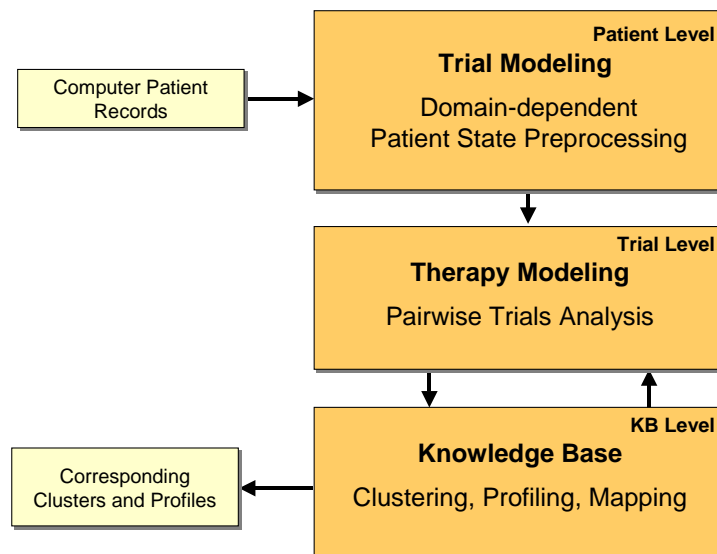 Patient Level
Trial Modeling
Computer Patient
Records
Domain-dependent
Patient State Preprocessing
Trial Level
Therapy Modeling
Pairwise Trials Analysis
KB Level
Knowledge Base
Clustering, Profiling, Mapping
Corresponding
Clusters and Profiles